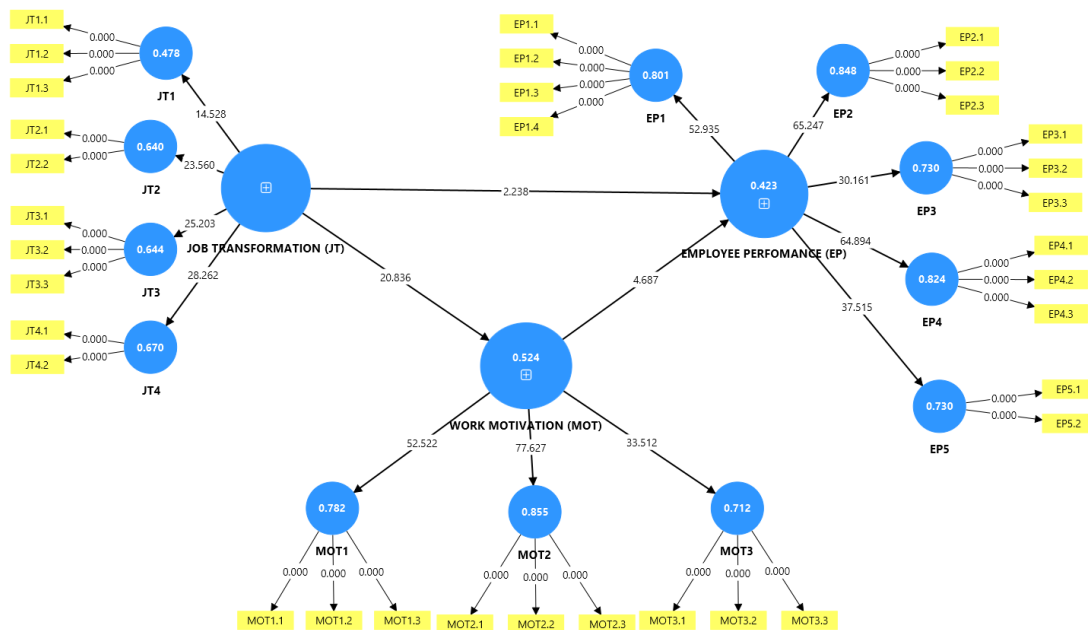 JT1.1
0.000
JT1.2
0.000
JT1.3
0.000
0.478
JT1
14.528
JT2.1
0.000
JT2.2
0.000
0.640
JT2
23.560
JT3.1
0.000
JT3.2
0.000
JT3.3
0.000
0.644
JT3
25.203
JT4.1
0.000
JT4.2
0.000
0.670
JT4
28.262
JOB TRANSFORMATION (JT)
2.238
20.836
EP1.1
0.000
EP1.2
0.000
EP1.3
0.000
EP1.4
0.000
0.801
EP1
52.935
0.848
EP2
65.247
0.000
EP2.1
0.000
EP2.2
0.000
EP2.3
0.423
EMPLOYEE PERFOMANCE (EP)
4.687
30.161
0.730
EP3
0.000
EP3.1
0.000
EP3.2
0.000
EP3.3
64.894
0.824
EP4
0.000
EP4.1
0.000
EP4.2
0.000
EP4.3
37.515
0.730
EP5
0.000
EP5.1
0.000
EP5.2
0.524
WORK MOTIVATION (MOT)
52.522
77.627
33.512
0.782
MOT1
0.000
0.000
0.000
MOT1.1
MOT1.2
MOT1.3
0.855
MOT2
0.000
0.000
0.000
MOT2.1
MOT2.2
MOT2.3
0.712
MOT3
0.000
0.000
0.000
MOT3.1
MOT3.2
MOT3.3